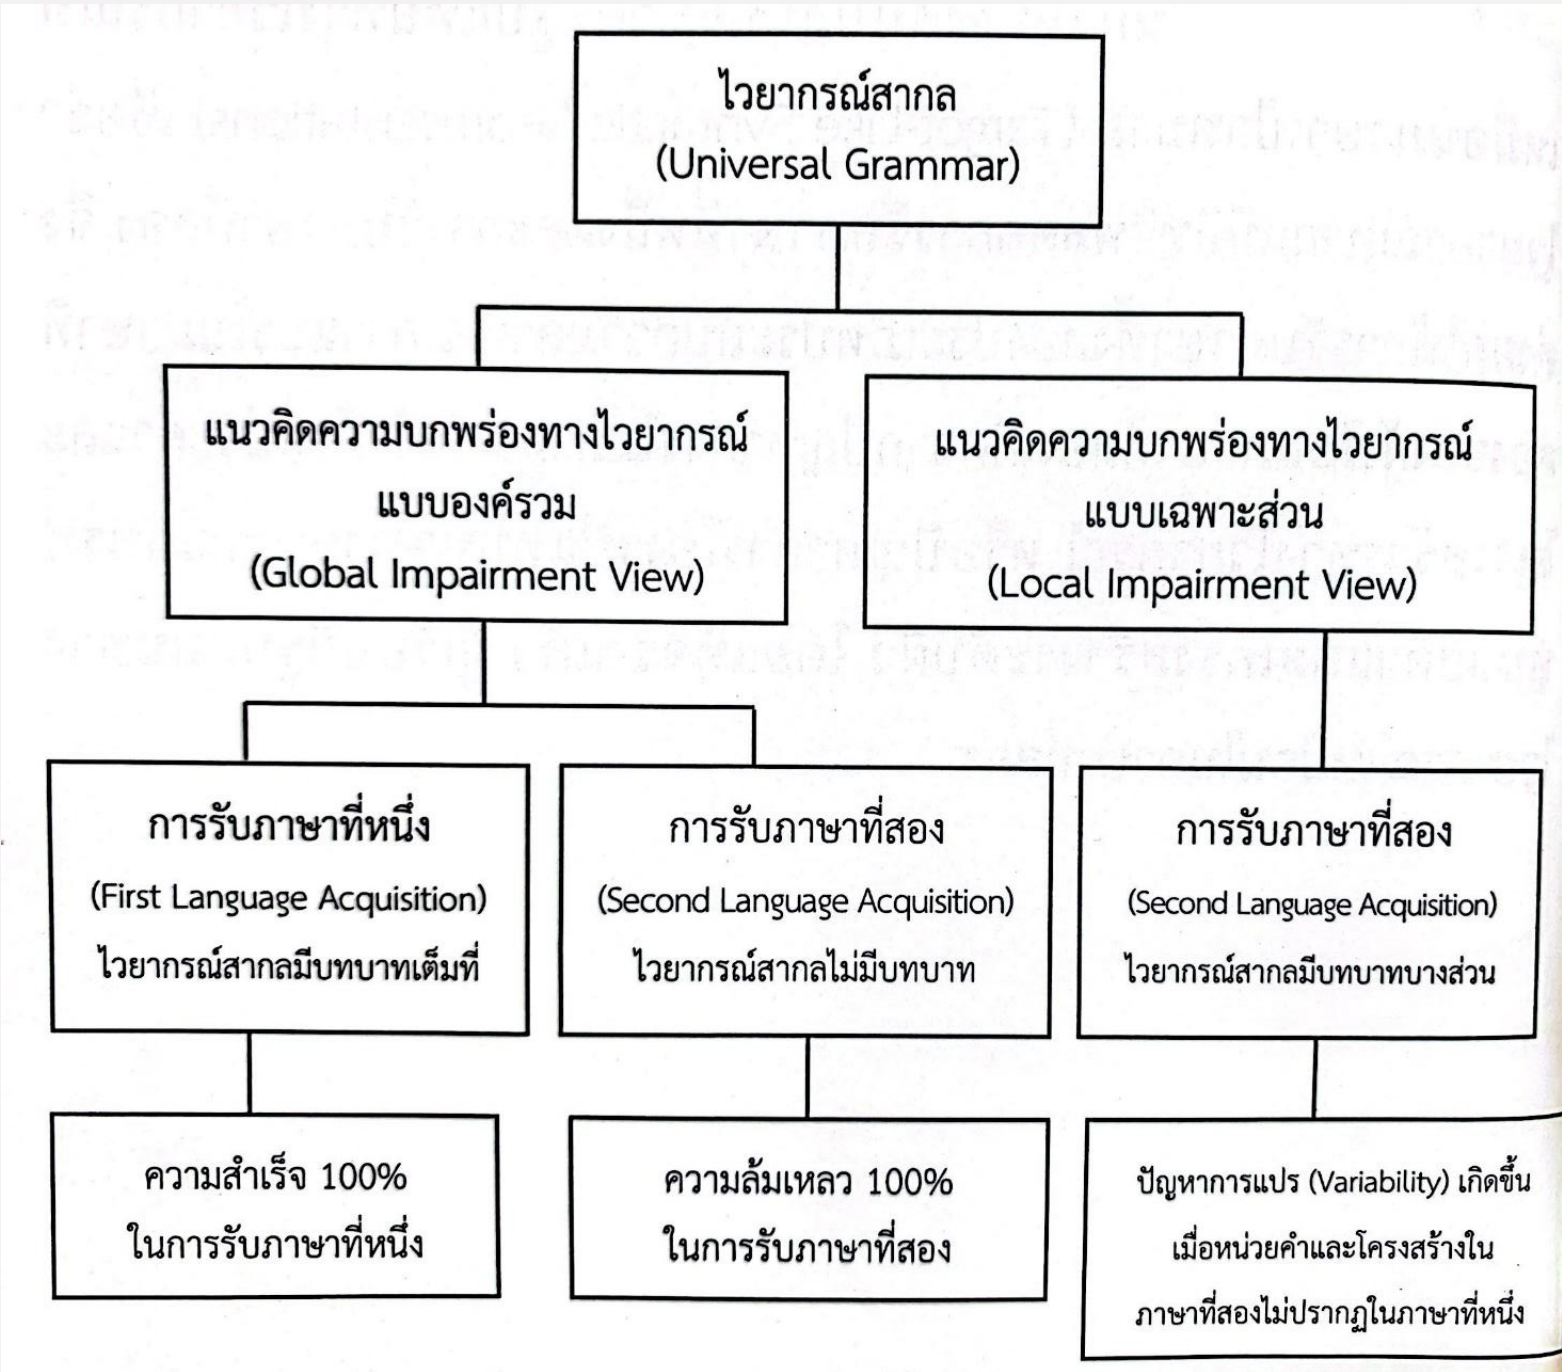 ไวยากรณ์สากล
(Universal Grammar)
แนวคิดความบกพร่องทางไวยากรณ์
แบบองค์รวม
(Global Impairment View)
แนวคิดความบกพร่องทางไวยากรณ์
แบบเฉพาะส่วน
(Local Impairment View)
การรับภาษาที่หนึ่ง
(First Language Acquisition)
ไวยากรณ์สากลมีบทบาทเต็มที่
การรับภาษาที่สอง
(Second Language Acquisition)
ไวยากรณ์สากลไม่มีบทบาท
การรับภาษาที่สอง
(Second Language Acquisition)
ไวยากรณ์สากลมีบทบาทบางส่วน
ความสำเร็จ 100%
ในการรับภาษาที่หนึ่ง
ความล้มเหลว 100%
ในการรับภาษาที่สอง
ปัญหาการแปร (Variability) เกิดขึ้น
เมื่อหน่วยคำและโครงสร้างใน
ภาษาที่สองไม่ปรากฏในภาษาที่หนึ่ง